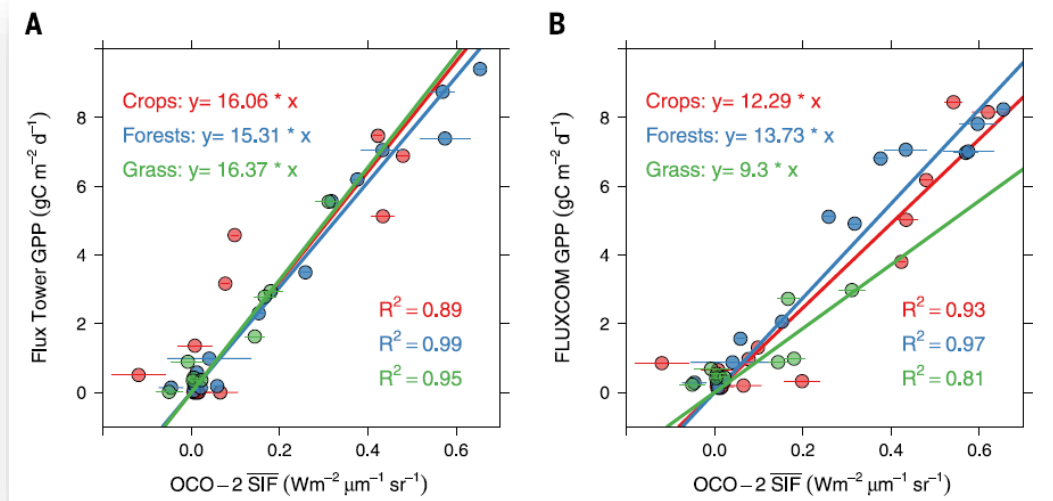 A
Crops: y= 16.06 * x
Forests: y= 15.31 * x
Grass: y= 16.37 * x
R² = 0.89
R² = 0.99
R² = 0.95
Flux Tower GPP (gC m⁻² d⁻¹)
8
6
4
2
0
0.0 0.2 0.4 0.6
OCO−2 S̅I̅F̅ (Wm⁻² μm⁻¹ sr⁻¹)
B
Crops: y= 12.29 * x
Forests: y= 13.73 * x
Grass: y= 9.3 * x
R² = 0.93
R² = 0.97
R² = 0.81
FLUXCOM GPP (gC m⁻² d⁻¹)
8
6
4
2
0
0.0 0.2 0.4 0.6
OCO−2 S̅I̅F̅ (Wm⁻² μm⁻¹ sr⁻¹)